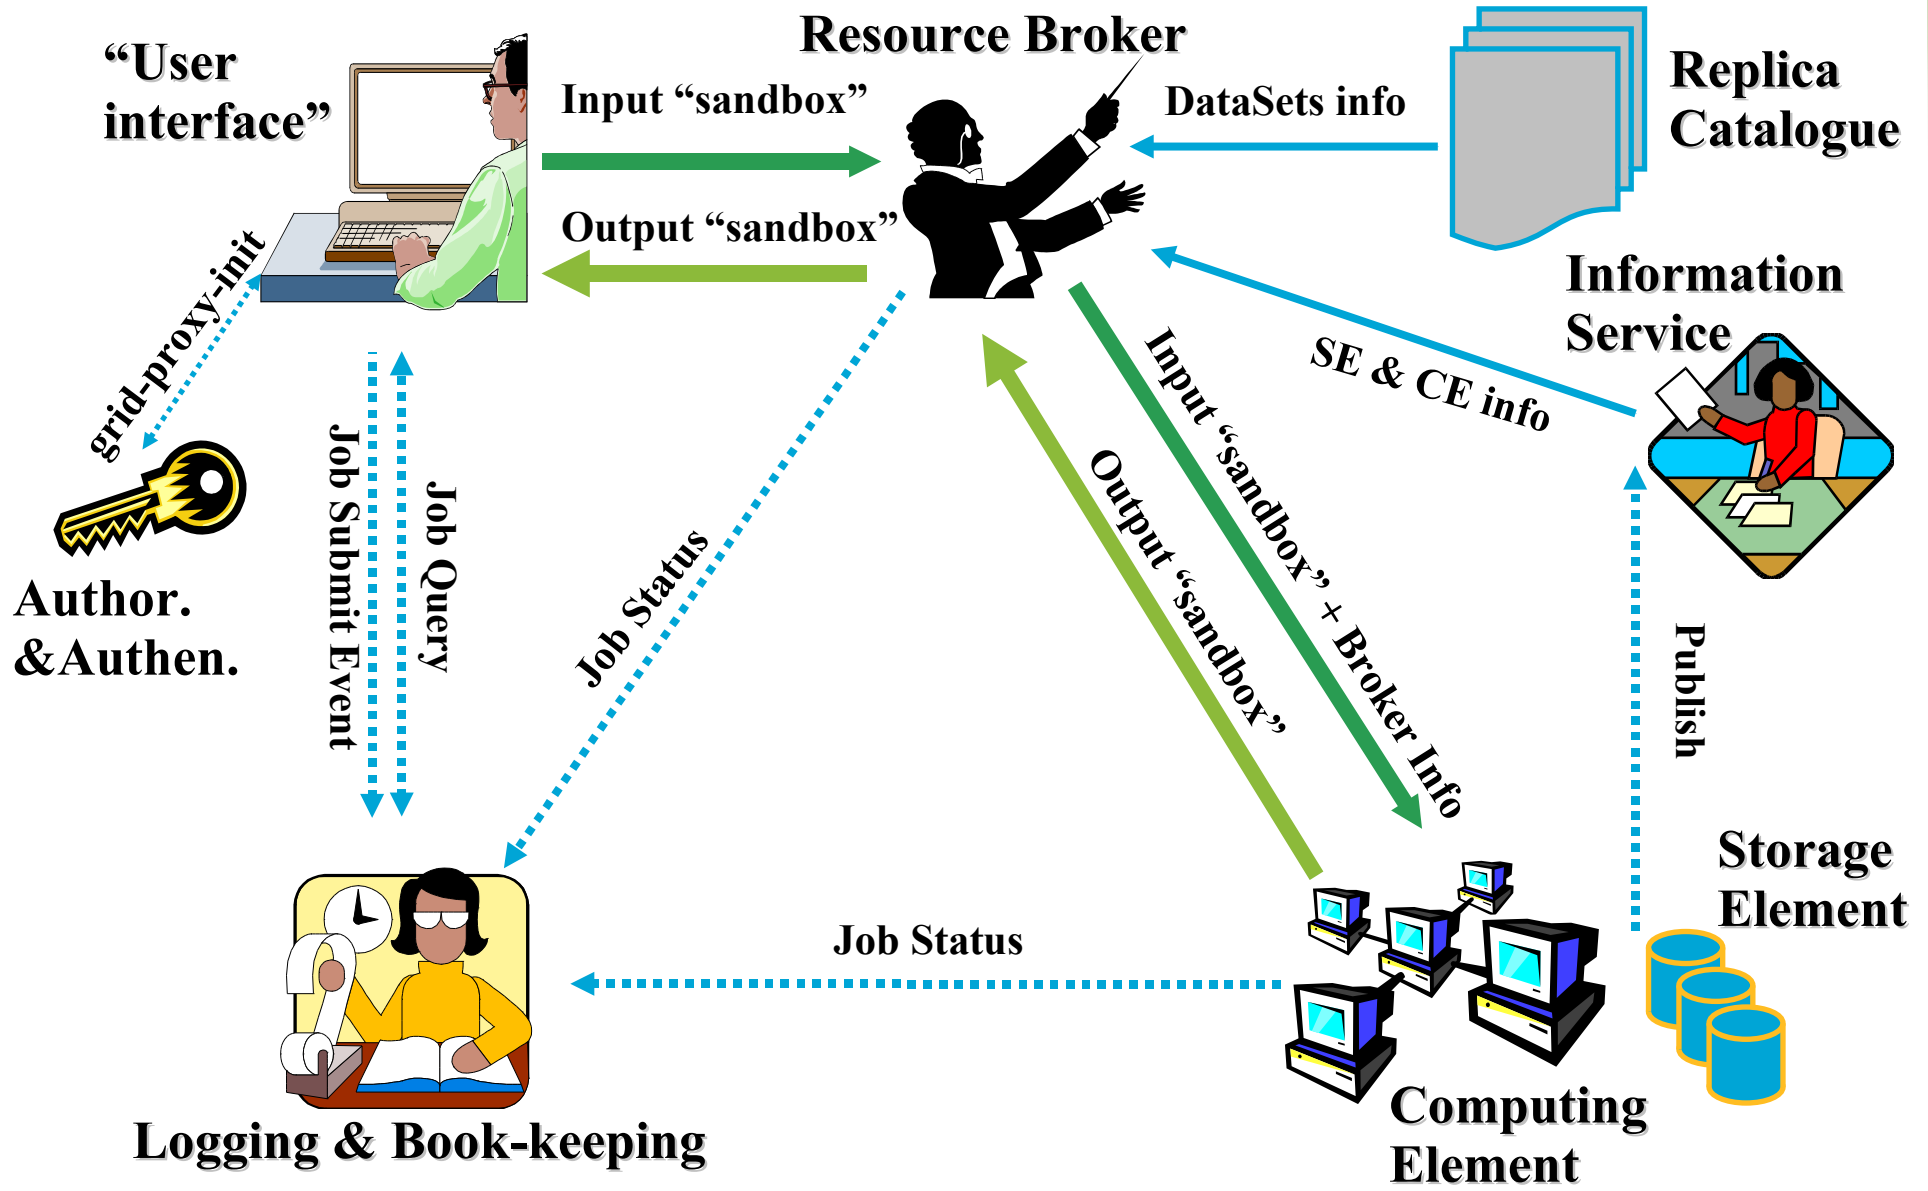 “User
interface”
Resource Broker
Replica
Catalogue
Input “sandbox”
DataSets info
Output “sandbox”
grid-proxy-init
Information
Service
SE & CE info
Input “sandbox” + Broker Info
Output “sandbox”
Job Submit Event
Job Query
Job Status
Author.
&Authen.
Publish
Storage
Element
Job Status
Computing
Element
Logging & Book-keeping